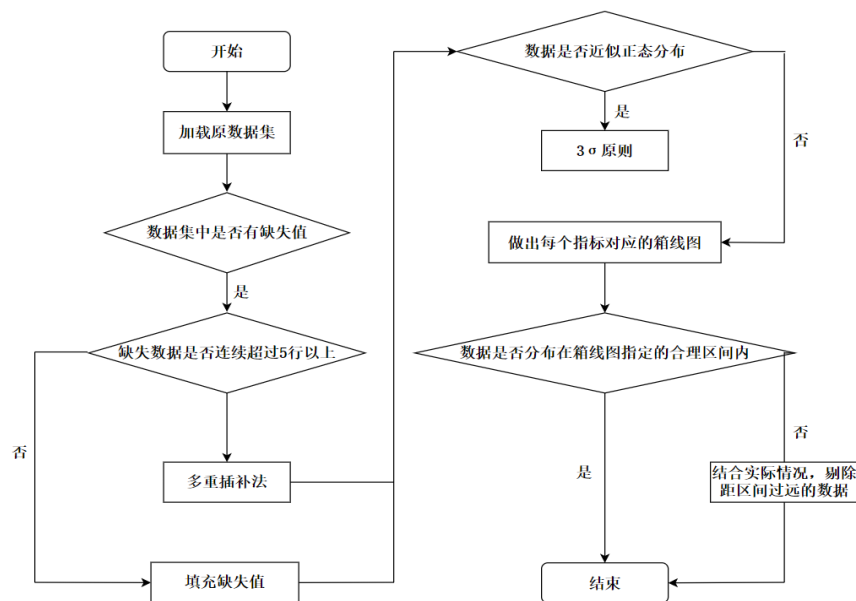 开始
加载原数据集
数据集中是否有缺失值
是
缺失数据是否连续超过5行以上
否
多重插补法
填充缺失值
数据是否近似正态分布
是
3σ原则
否
做出每个指标对应的箱线图
数据是否分布在箱线图指定的合理区间内
是
否
结合实际情况，剔除
距区间过远的数据
结束